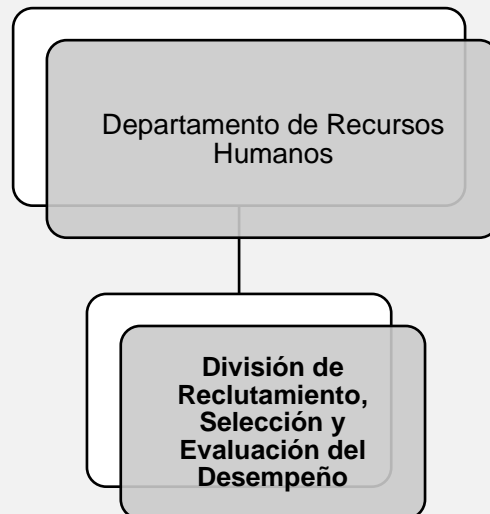 Departamento de Recursos
Humanos
División de
Reclutamiento,
Selección y
Evaluación del
Desempeño